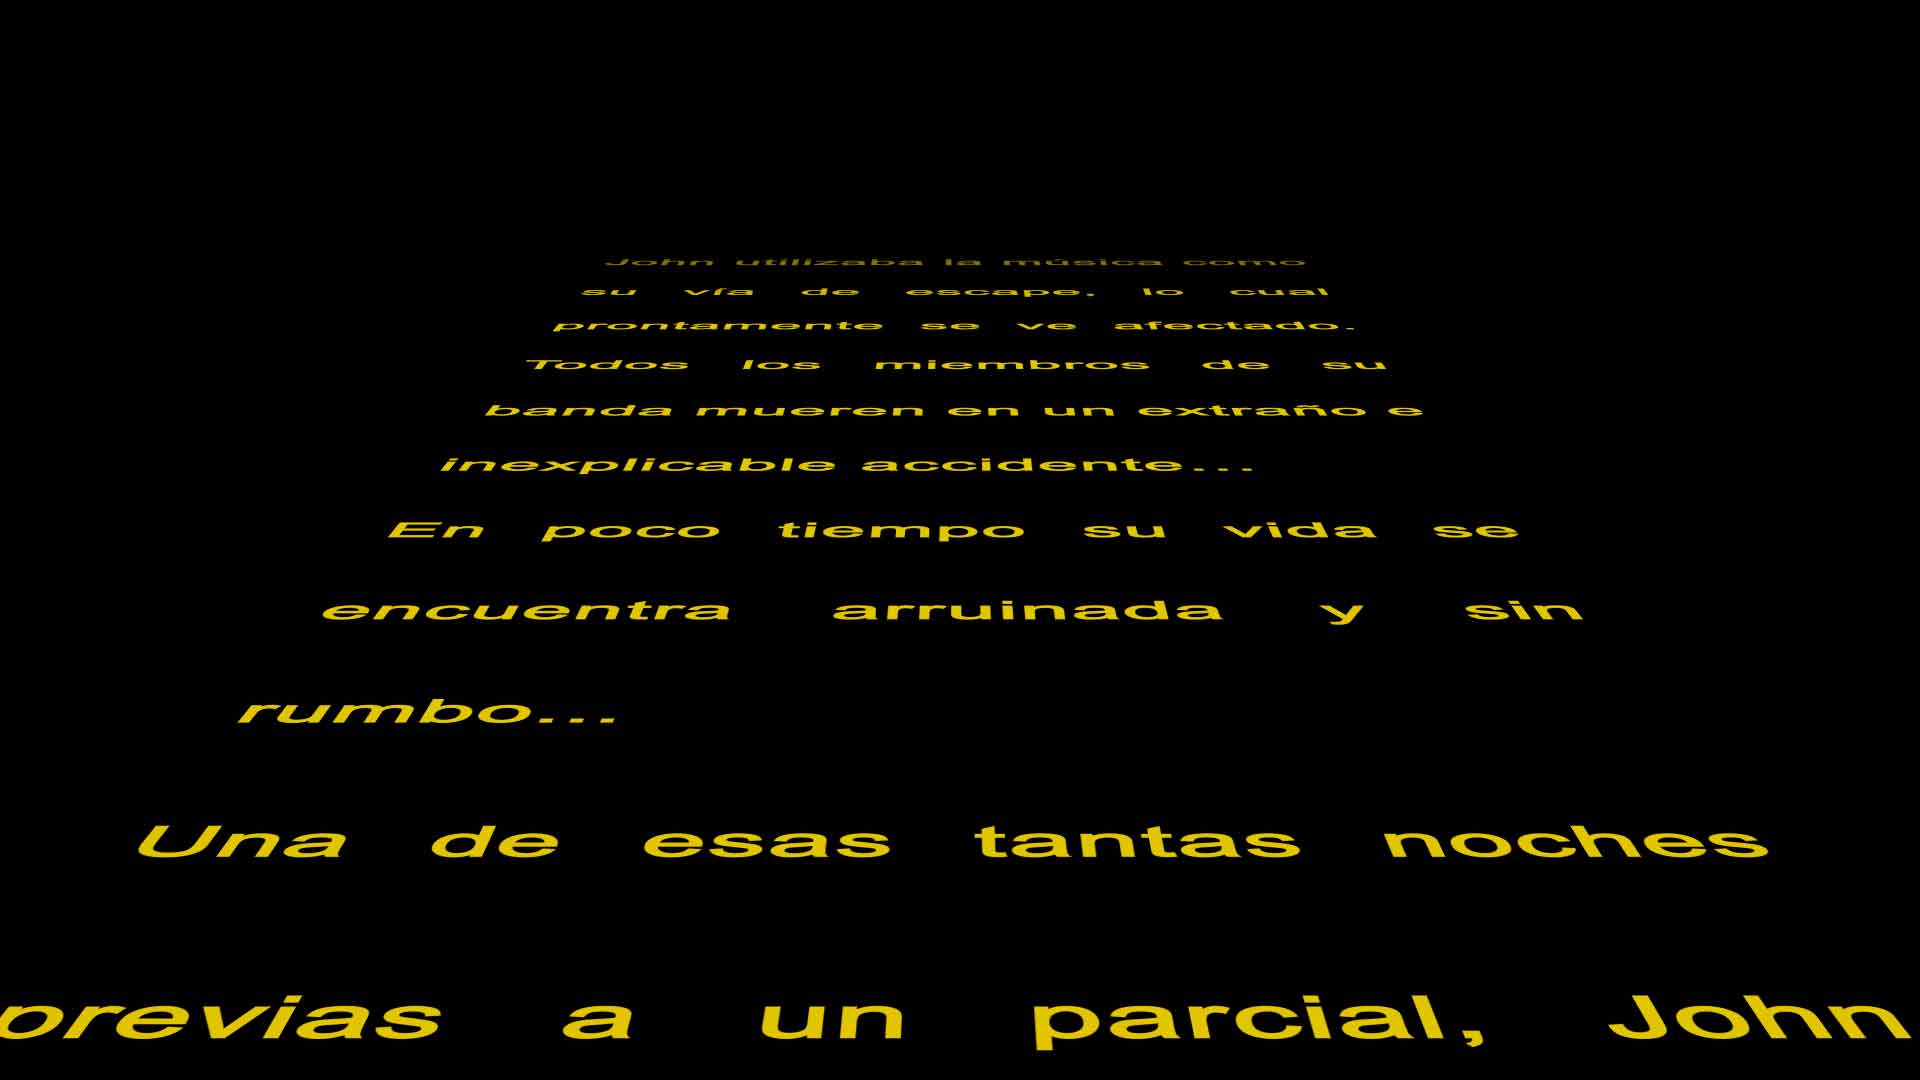 John utilizaba la música como
su vía de escape, lo cual
prontamente se ve afectado.
Todos los miembros de su
banda mueren en un extraño e
inexplicable accidente...
En poco tiempo su vida se
encuentra arruinada y sin
rumbo...
Una de esas tantas noches
previas a un parcial, John